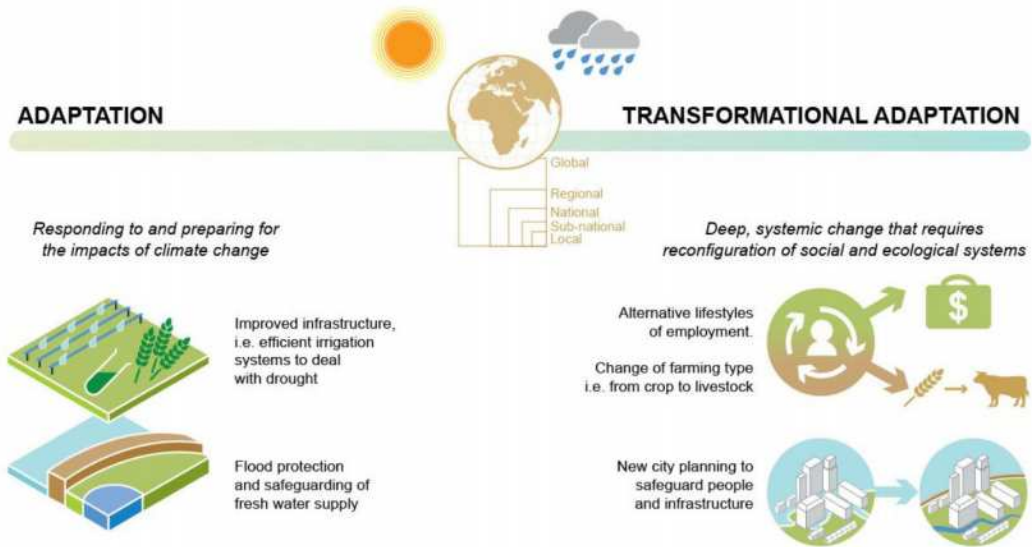 ADAPTATION
TRANSFORMATIONAL ADAPTATION
Global
Regional
National
Sub-national
Local
Responding to and preparing for
the impacts of climate change
Improved infrastructure,
i.e. efficient irrigation
systems to deal
with drought
Flood protection
and safeguarding of
fresh water supply
Deep, systemic change that requires
reconfiguration of social and ecological systems
Alternative lifestyles
of employment.
$
Change of farming type
i.e. from crop to livestock
New city planning to
safeguard people
and infrastructure